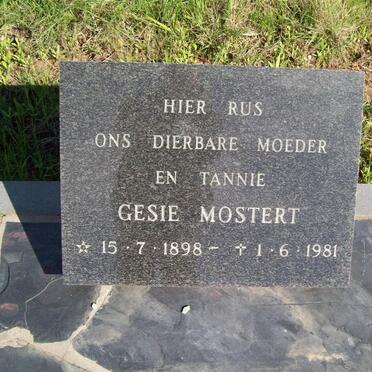 HIER RUS
ONS DIERBARE MOEDER
EN TANNIE
GESIE MOSTERT
☆ 15·7·1898 – ✝ 1·6·1981